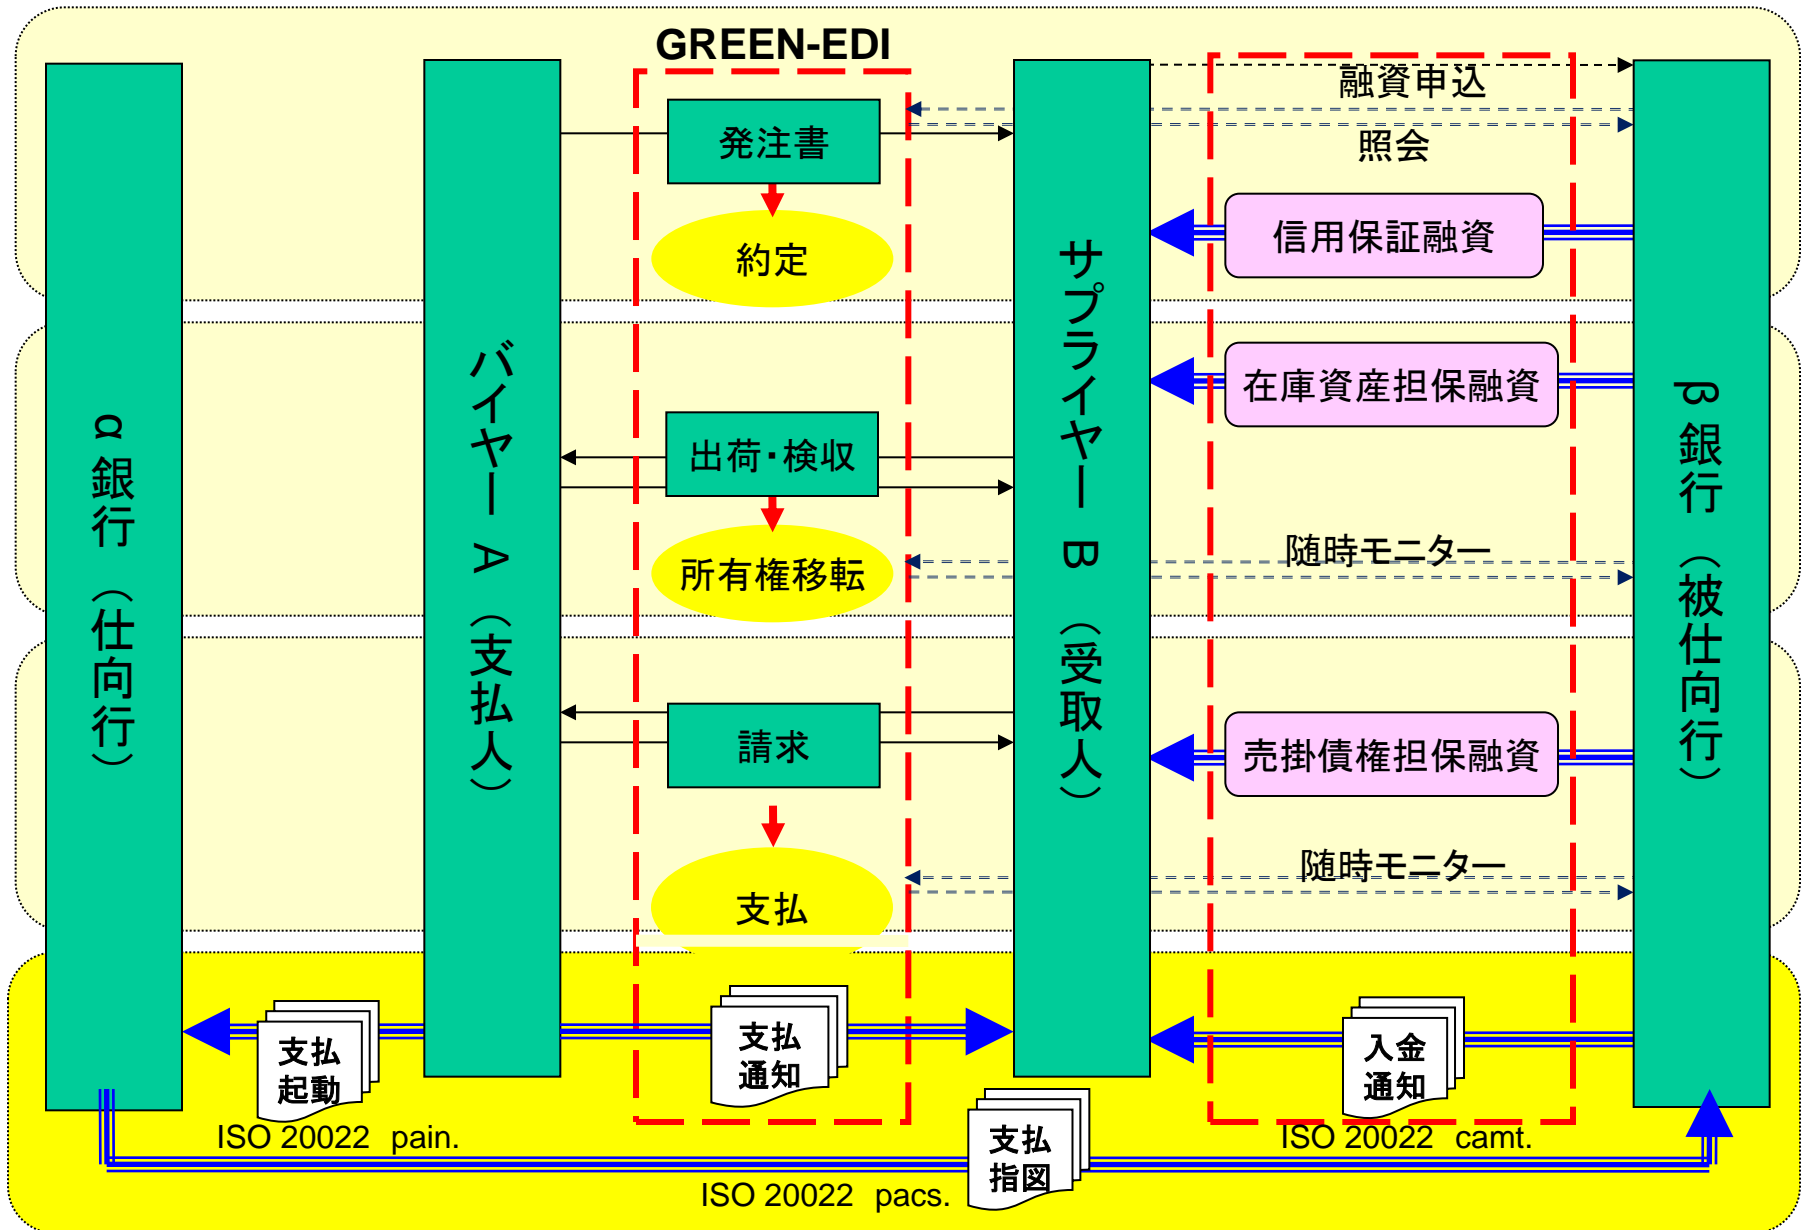 GREEN-EDI
融資申込
発注書
照会
信用保証融資
約定
在庫資産担保融資
α銀行（仕向行）
バイヤー A（支払人）
サプライヤー B（受取人）
β銀行（被仕向行）
出荷・検収
随時モニター
所有権移転
請求
売掛債権担保融資
随時モニター
支払
支払
起動
支払
通知
入金
通知
ISO 20022 pain.
支払
指図
ISO 20022 camt.
ISO 20022 pacs.